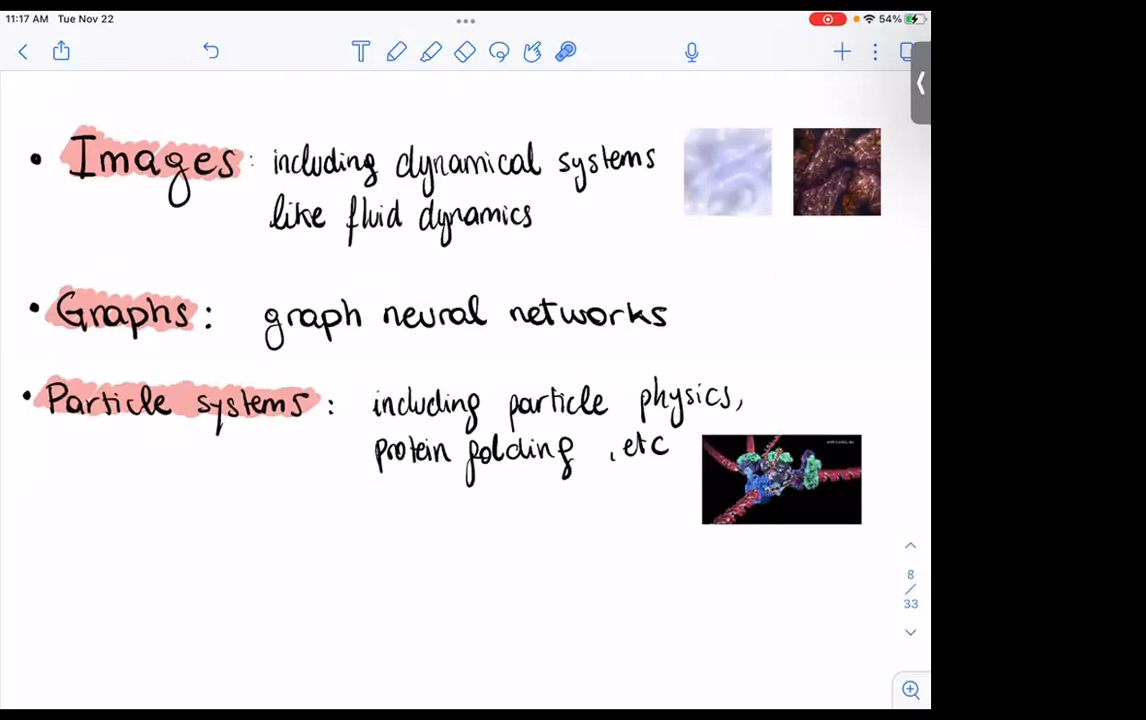 11:17 AM Tue Nov 22
54%
• Images: including dynamical systems
like fluid dynamics
• Graphs: graph neural networks
• Particle systems: including particle physics,
protein folding, etc
8
/
33